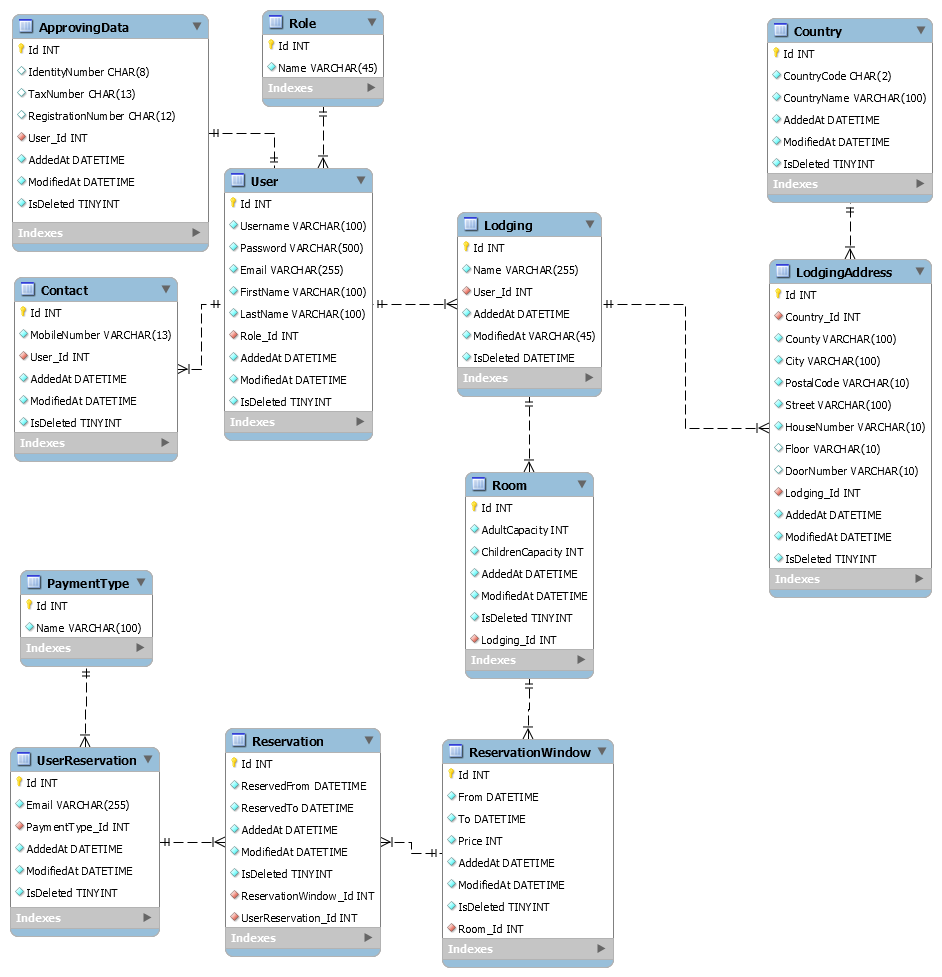 ApprovingData
Id INT
IdentityNumber CHAR(8)
TaxNumber CHAR(13)
RegistrationNumber CHAR(12)
User_Id INT
AddedAt DATETIME
ModifiedAt DATETIME
IsDeleted TINYINT
Indexes
Role
Id INT
Name VARCHAR(45)
Indexes
Country
Id INT
CountryCode CHAR(2)
CountryName VARCHAR(100)
AddedAt DATETIME
ModifiedAt DATETIME
IsDeleted TINYINT
Indexes
User
Id INT
Username VARCHAR(100)
Password VARCHAR(500)
Email VARCHAR(255)
FirstName VARCHAR(100)
LastName VARCHAR(100)
Role_Id INT
AddedAt DATETIME
ModifiedAt DATETIME
IsDeleted TINYINT
Indexes
Lodging
Id INT
Name VARCHAR(255)
User_Id INT
AddedAt DATETIME
ModifiedAt VARCHAR(45)
IsDeleted DATETIME
Indexes
LodgingAddress
Id INT
Country_Id INT
County VARCHAR(100)
City VARCHAR(100)
PostalCode VARCHAR(10)
Street VARCHAR(100)
HouseNumber VARCHAR(10)
Floor VARCHAR(10)
DoorNumber VARCHAR(10)
Lodging_Id INT
AddedAt DATETIME
ModifiedAt DATETIME
IsDeleted TINYINT
Indexes
Contact
Id INT
MobileNumber VARCHAR(13)
User_Id INT
AddedAt DATETIME
ModifiedAt DATETIME
IsDeleted TINYINT
Indexes
Room
Id INT
AdultCapacity INT
ChildrenCapacity INT
AddedAt DATETIME
ModifiedAt DATETIME
IsDeleted TINYINT
Lodging_Id INT
Indexes
PaymentType
Id INT
Name VARCHAR(100)
Indexes
UserReservation
Id INT
Email VARCHAR(255)
PaymentType_Id INT
AddedAt DATETIME
ModifiedAt DATETIME
IsDeleted TINYINT
Indexes
Reservation
Id INT
ReservedFrom DATETIME
ReservedTo DATETIME
AddedAt DATETIME
ModifiedAt DATETIME
IsDeleted TINYINT
ReservationWindow_Id INT
UserReservation_Id INT
Indexes
ReservationWindow
Id INT
From DATETIME
To DATETIME
Price INT
AddedAt DATETIME
ModifiedAt DATETIME
IsDeleted TINYINT
Room_Id INT
Indexes